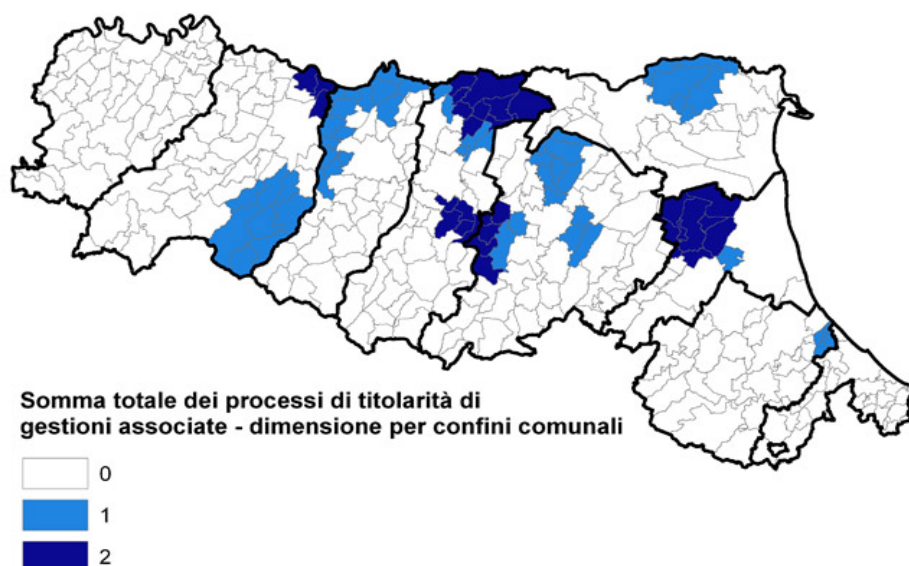 Somma totale dei processi di titolarità di
gestioni associate - dimensione per confini comunali
0
1
2